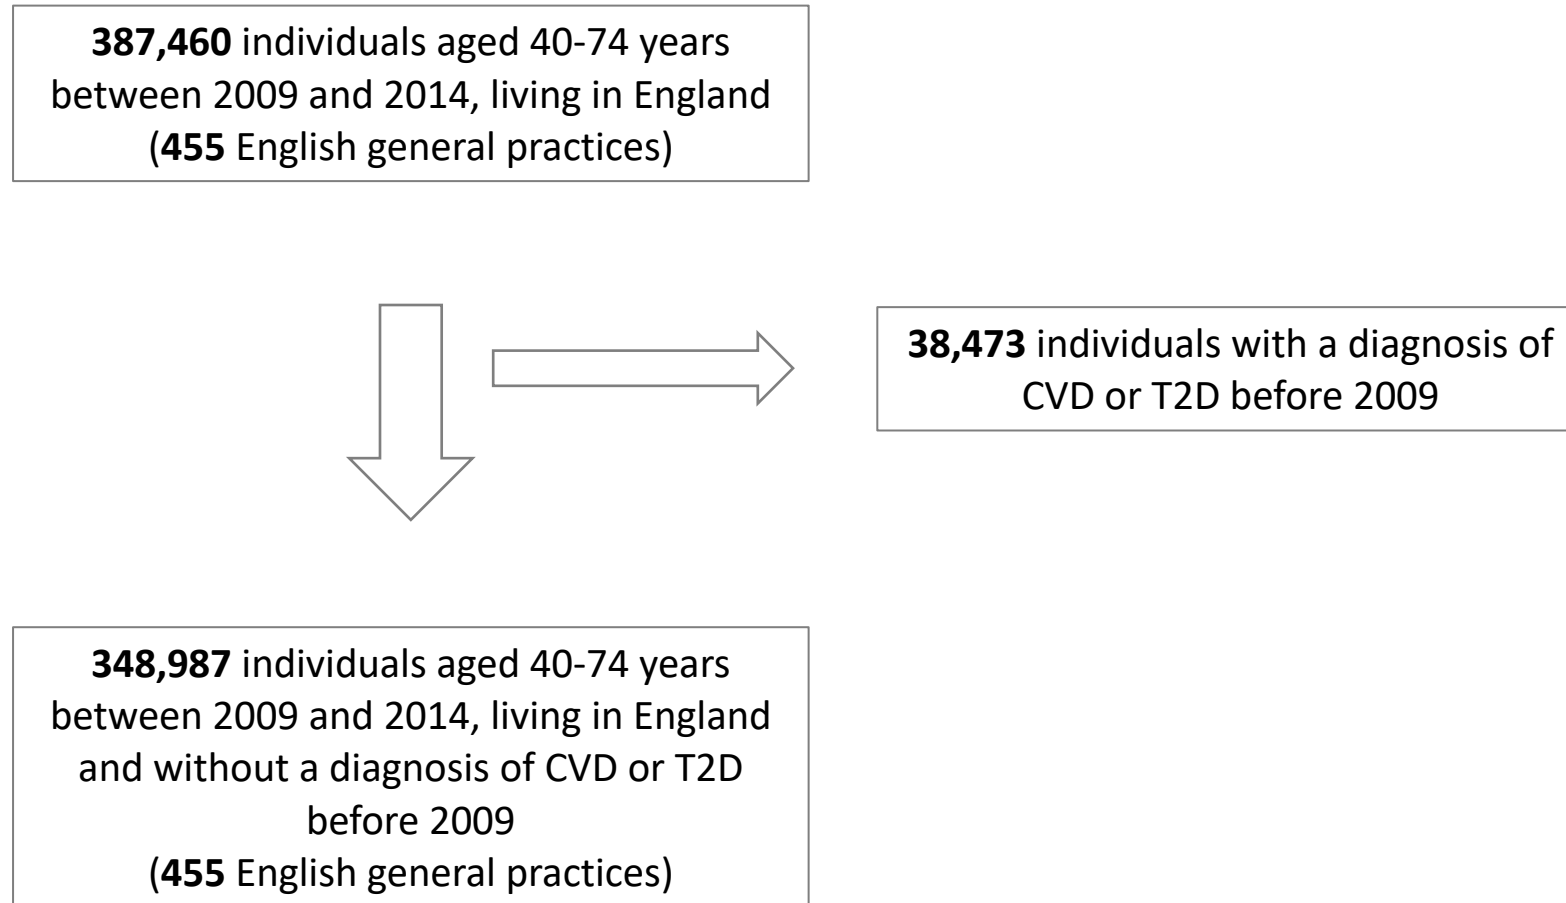 387,460 individuals aged 40-74 years
between 2009 and 2014, living in England
(455 English general practices)
38,473 individuals with a diagnosis of
CVD or T2D before 2009
348,987 individuals aged 40-74 years
between 2009 and 2014, living in England
and without a diagnosis of CVD or T2D
before 2009
(455 English general practices)